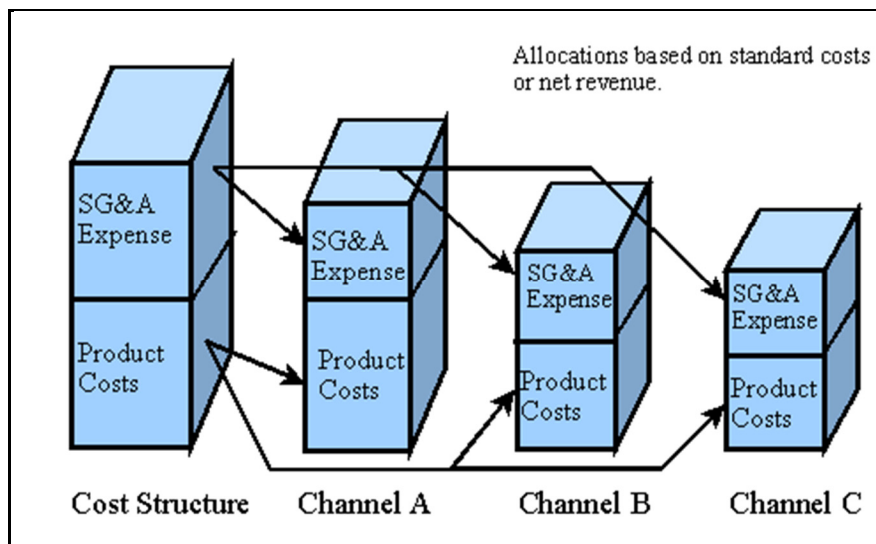 Allocations based on standard costs
or net revenue.
SG&A
Expense
Product
Costs
SG&A
Expense
Product
Costs
SG&A
Expense
Product
Costs
SG&A
Expense
Product
Costs
Cost Structure
Channel A
Channel B
Channel C